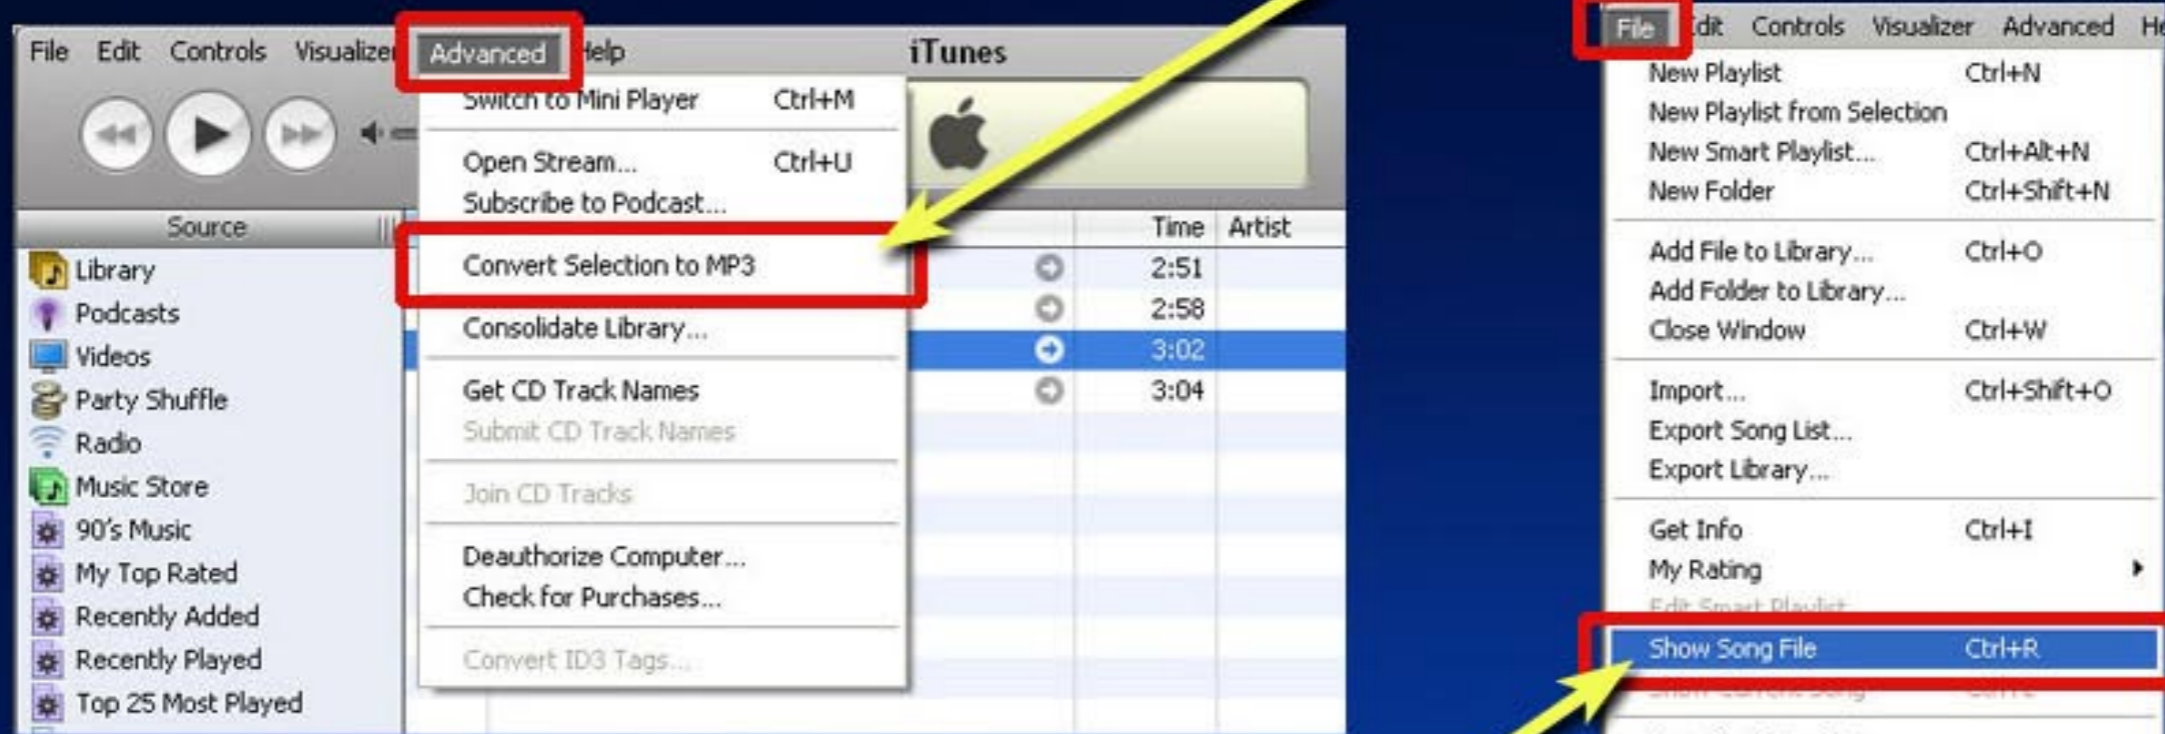 File Edit Controls Visualizer Advanced Help
iTunes
Switch to Mini Player Ctrl+M
Open Stream... Ctrl+U
Subscribe to Podcast...
Convert Selection to MP3
Consolidate Library...
Get CD Track Names
Submit CD Track Names
Join CD Tracks
Deauthorize Computer...
Check for Purchases...
Convert ID3 Tags...
Source
Library
Podcasts
Videos
Party Shuffle
Radio
Music Store
90's Music
My Top Rated
Recently Added
Recently Played
Top 25 Most Played
Time Artist
2:51
2:58
3:02
3:04
File Edit Controls Visualizer Advanced He
New Playlist Ctrl+N
New Playlist from Selection
New Smart Playlist... Ctrl+Alt+N
New Folder Ctrl+Shift+N
Add File to Library... Ctrl+O
Add Folder to Library...
Close Window Ctrl+W
Import... Ctrl+Shift+O
Export Song List...
Export Library...
Get Info Ctrl+I
My Rating
Edit Smart Playlist
Show Song File Ctrl+R
Show Current Song